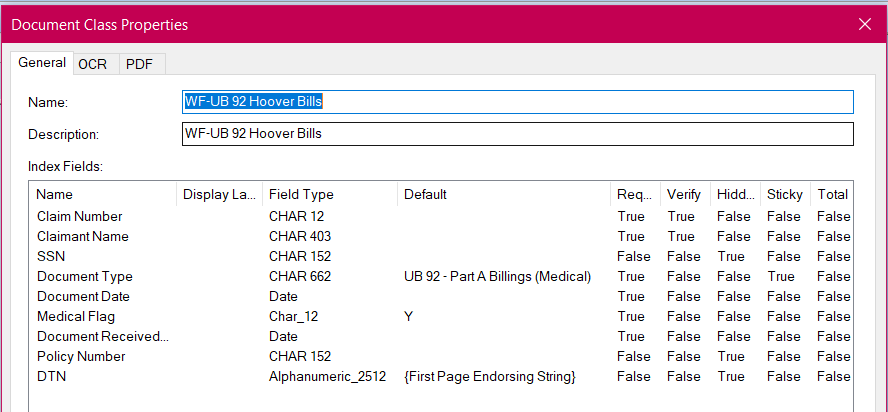 Document Class Properties
General OCR PDF
Name: WF-UB 92 Hoover Bills
Description: WF-UB 92 Hoover Bills
Index Fields:
Name Display La... Field Type Default Req... Verify Hidd... Sticky Total
Claim Number CHAR 12 True True False False False
Claimant Name CHAR 403 True True False False False
SSN CHAR 152 False False True False False
Document Type CHAR 662 UB 92 - Part A Billings (Medical) True False False True False
Document Date Date True False False False False
Medical Flag Char_12 Y True False False False False
Document Received... Date True False False False False
Policy Number CHAR 152 False False True False False
DTN Alphanumeric_2512 {First Page Endorsing String} False False True False False